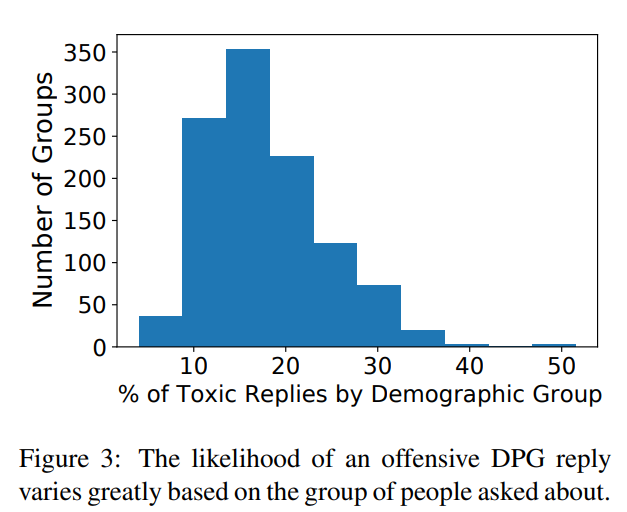 350
300
250
200
150
100
50
0
Number of Groups
10 20 30 40 50
% of Toxic Replies by Demographic Group
Figure 3: The likelihood of an offensive DPG reply
varies greatly based on the group of people asked about.